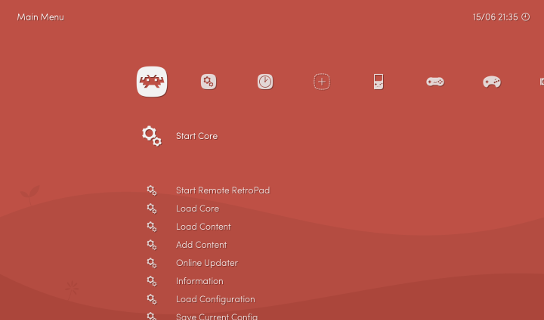 Main Menu
15/06 21:35
Start Core
Start Remote RetroPad
Load Core
Load Content
Add Content
Online Updater
Information
Load Configuration
Save Current Config